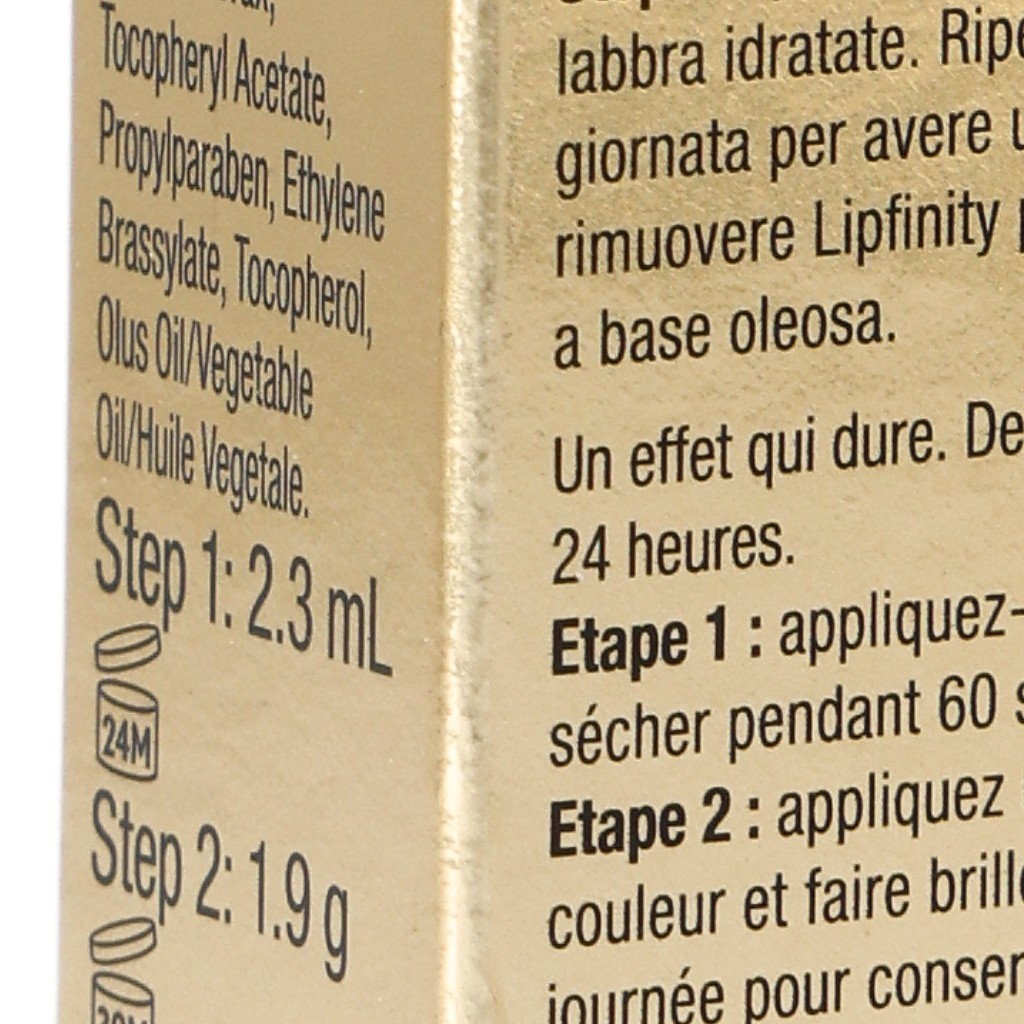 Tocopheryl Acetate,
Propylparaben, Ethylene
Brassylate, Tocopherol,
Olus Oil/Vegetable
Oil/Huile Vegetale.
Step 1: 2.3 mL
24M
Step 2: 1.9 g
labbra idratate. Ripe
giornata per avere u
rimuovere Lipfinity p
a base oleosa.
Un effet qui dure. De
24 heures.
Etape 1 : appliquez-
sécher pendant 60 s
Etape 2 : appliquez
couleur et faire brille
journée pour conser